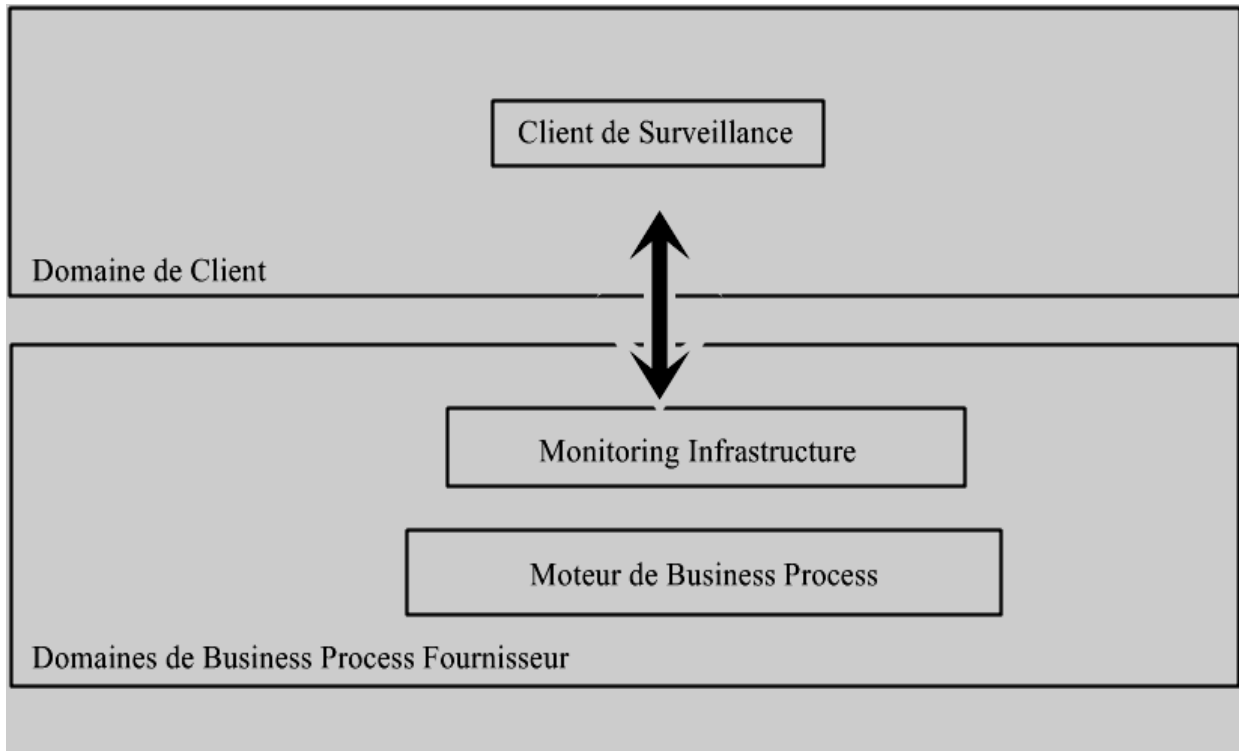 Client de Surveillance
Domaine de Client
Monitoring Infrastructure
Moteur de Business Process
Domaines de Business Process Fournisseur